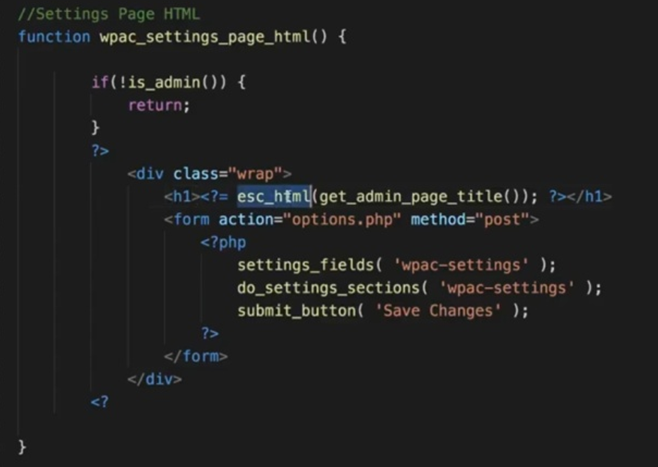 //Settings Page HTML
function wpac_settings_page_html() {
if(!is_admin()) {
return;
}
?>
<div class="wrap">
<h1><?= esc_html(get_admin_page_title()); ?></h1>
<form action="options.php" method="post">
<?php
settings_fields( 'wpac-settings' );
do_settings_sections( 'wpac-settings' );
submit_button( 'Save Changes' );
?>
</form>
</div>
<?
}